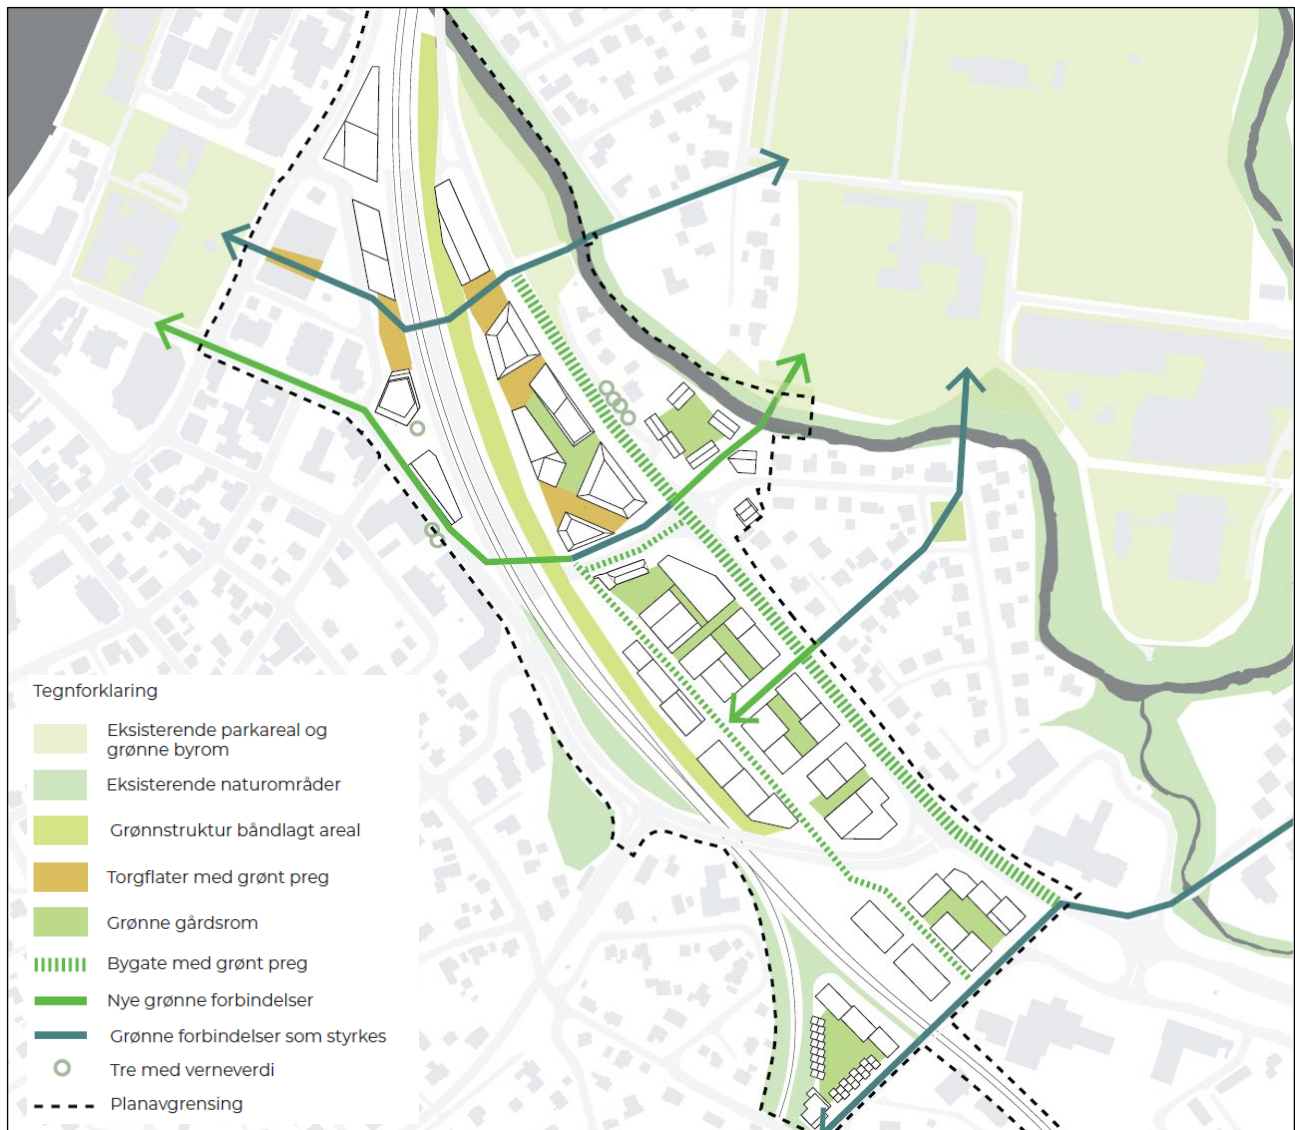 Tegnforklaring
Eksisterende parkareal og
grønne byrom
Eksisterende naturområder
Grønnstruktur båndlagt areal
Torgflater med grønt preg
Grønne gårdsrom
Bygate med grønt preg
Nye grønne forbindelser
Grønne forbindelser som styrkes
Tre med verneverdi
Planavgrensing